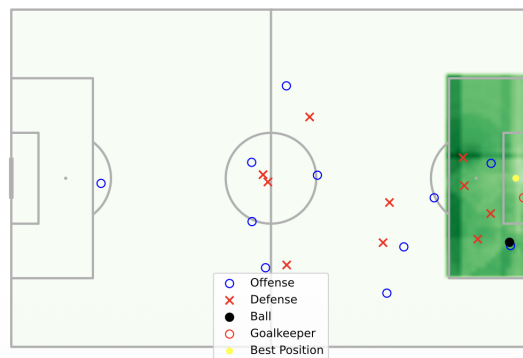 Offense
Defense
Ball
Goalkeeper
Best Position